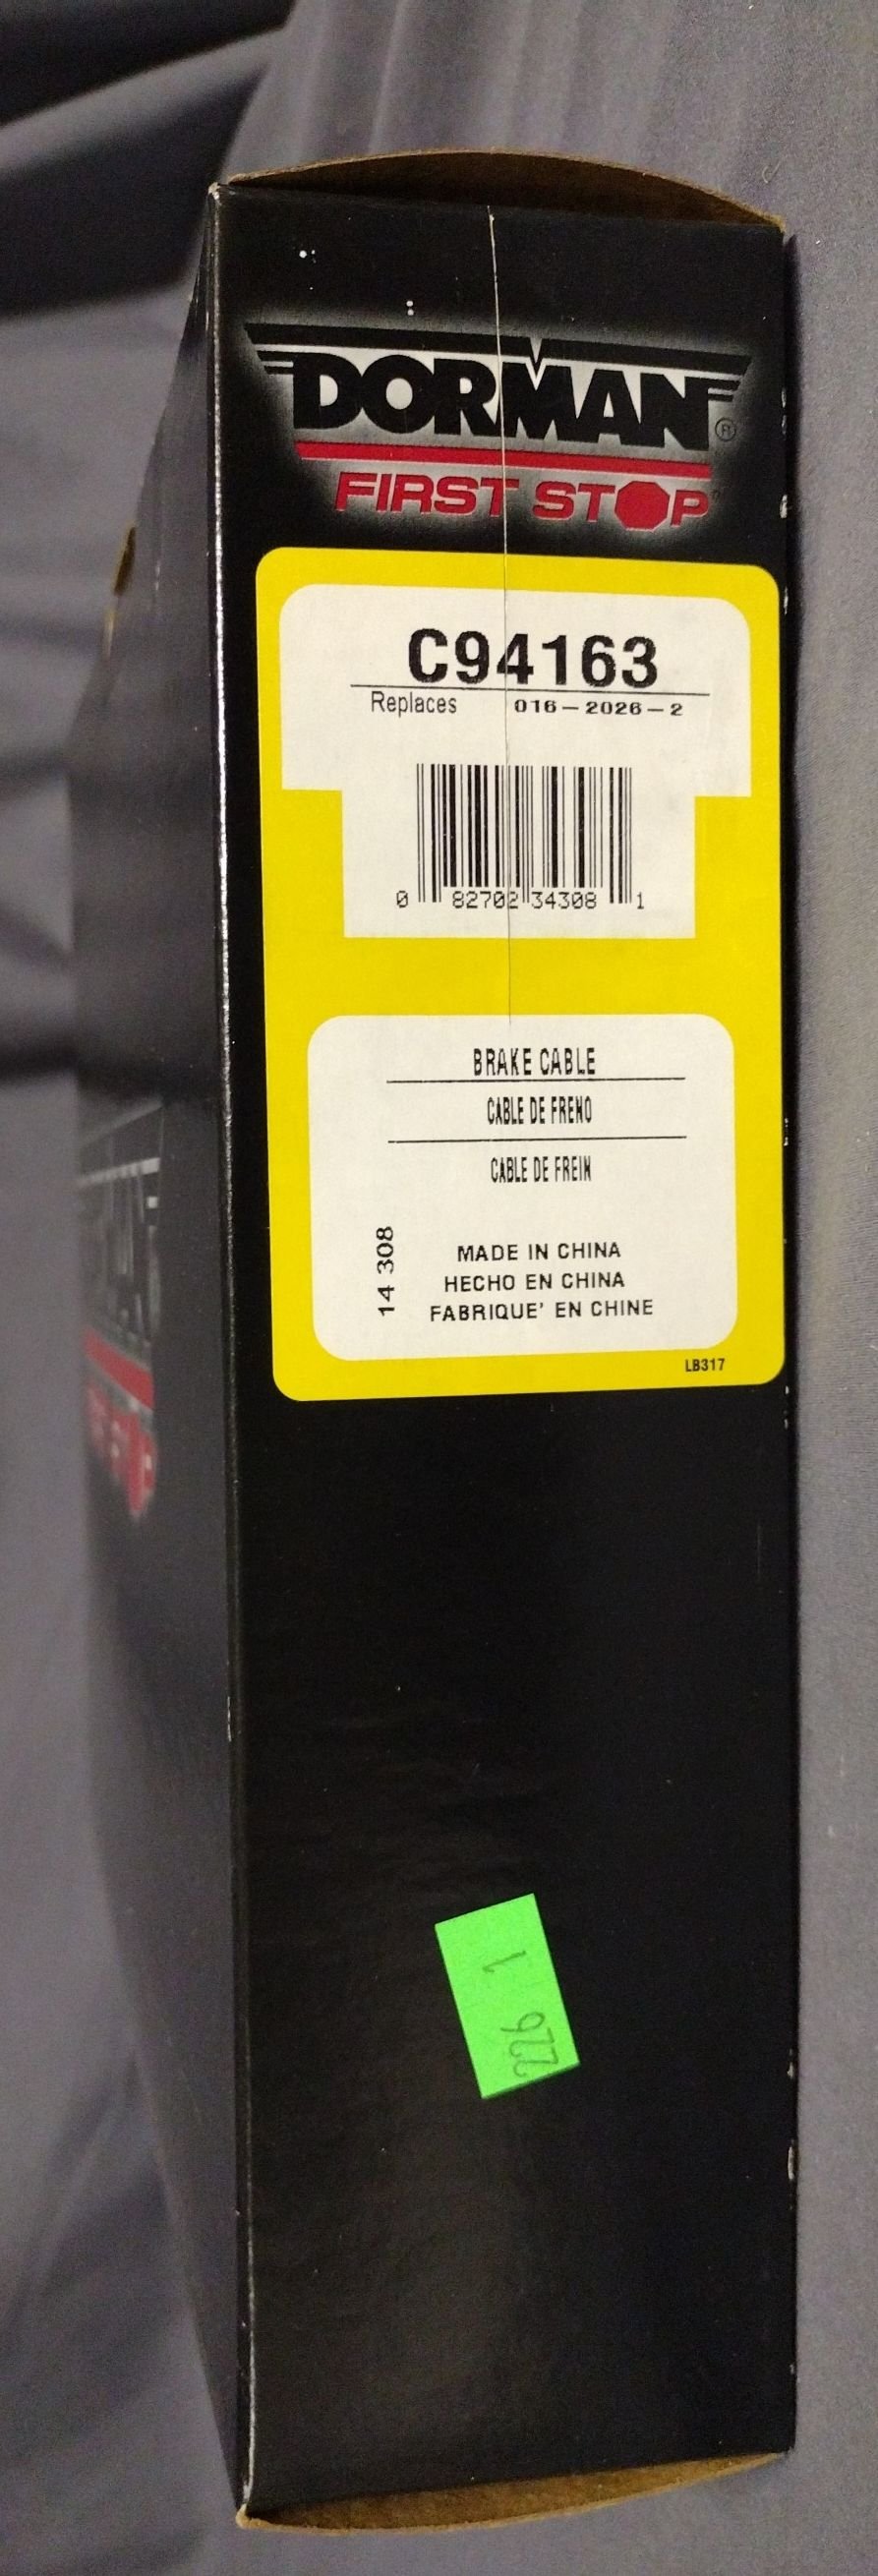 DORMAN®
FIRST STOP
C94163
Replaces 016-2026-2
0 82702 34308 1
BRAKE CABLE
CABLE DE FRENO
CABLE DE FREIN
14 308
MADE IN CHINA
HECHO EN CHINA
FABRIQUE' EN CHINE
LB317
226 1